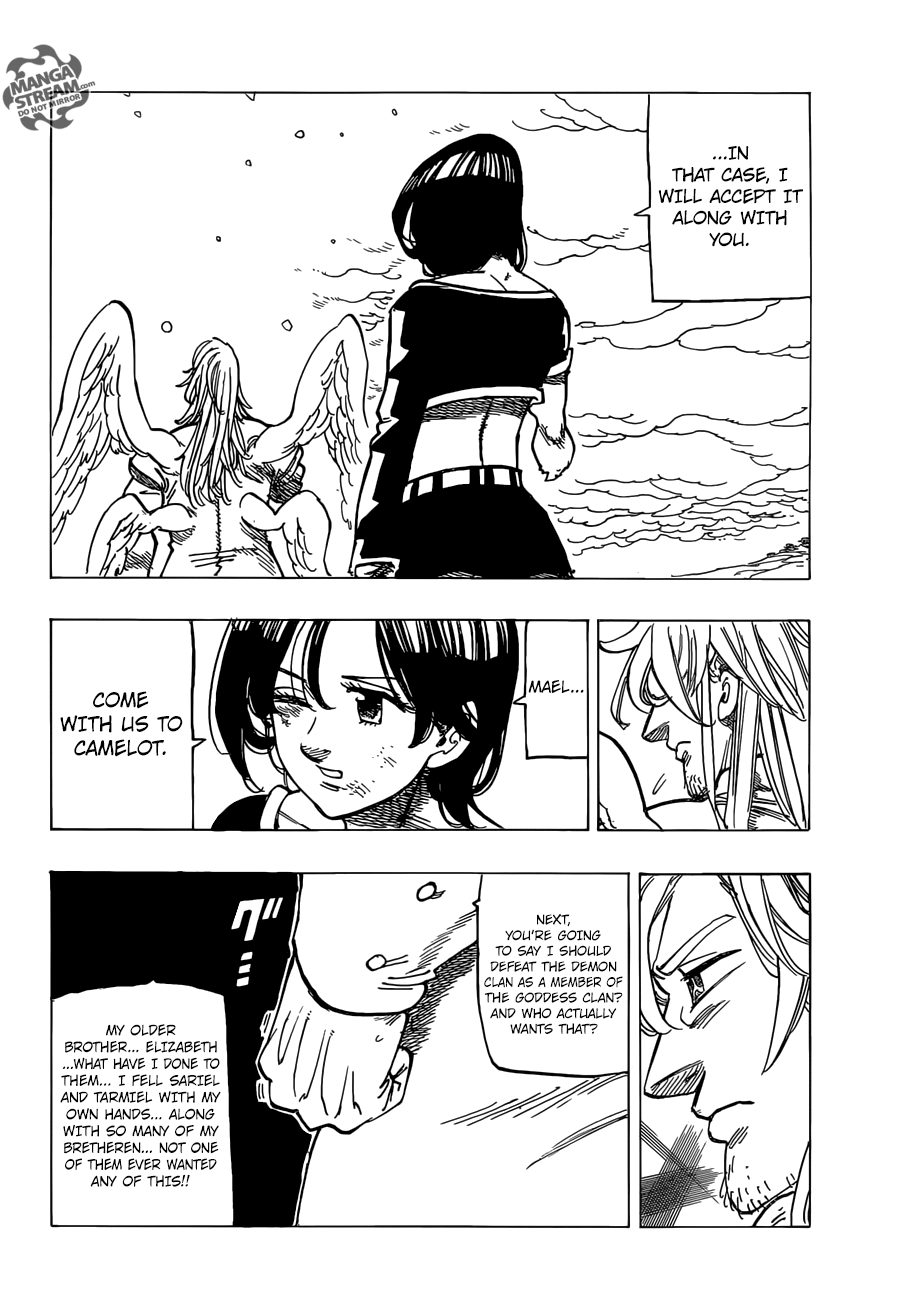 MANGA
STREAM.com
DO NOT MIRROR
...IN
THAT CASE, I
WILL ACCEPT IT
ALONG WITH
YOU.
MAEL...
COME
WITH US TO
CAMELOT.
NEXT,
YOU'RE GOING
TO SAY I SHOULD
DEFEAT THE DEMON
CLAN AS A MEMBER OF
THE GODDESS CLAN?
AND WHO ACTUALLY
WANTS THAT?
グ
ッ
MY OLDER
BROTHER... ELIZABETH
...WHAT HAVE I DONE TO
THEM... I FELL SARIEL
AND TARMIEL WITH MY
OWN HANDS... ALONG
WITH SO MANY OF MY
BRETHEREN... NOT ONE
OF THEM EVER WANTED
ANY OF THIS!!